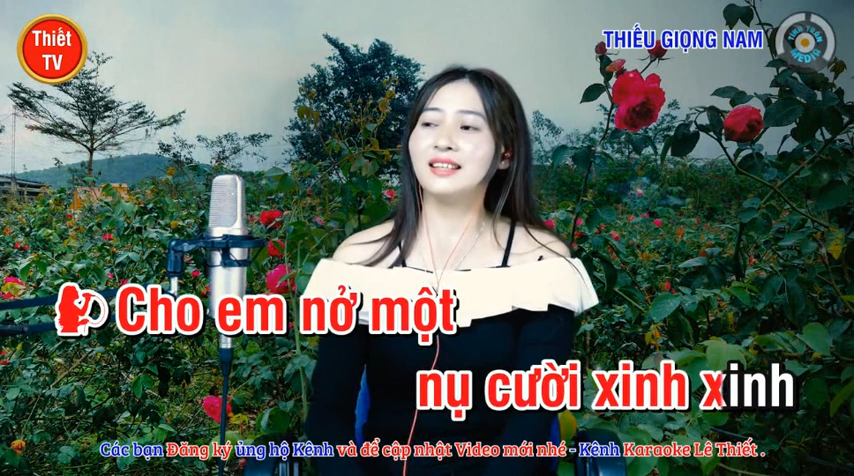 Thiết
TV
THIẾU GIỌNG NAM
Cho em nở một
nụ cười xinh xinh
Các bạn Đăng ký ủng hộ Kênh và để cập nhật Video mới nhé - Kênh Karaoke Lê Thiết .